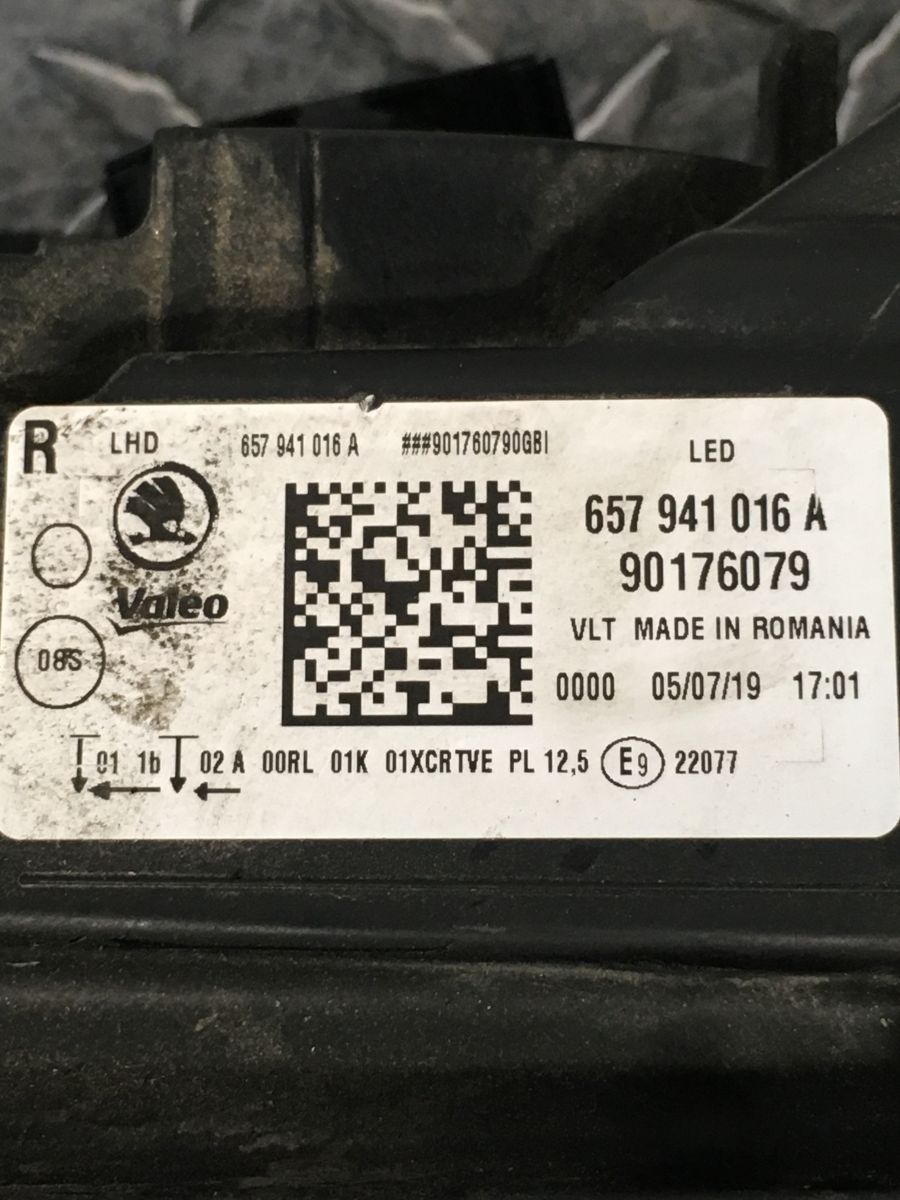 R LHD 657 941 016 A ###901760790GBI
LED
657 941 016 A
90176079
Valeo
VLT MADE IN ROMANIA
08S
0000 05/07/19 17:01
01 1b 02 A 00RL 01K 01XCRTVE PL 12,5 E9 22077